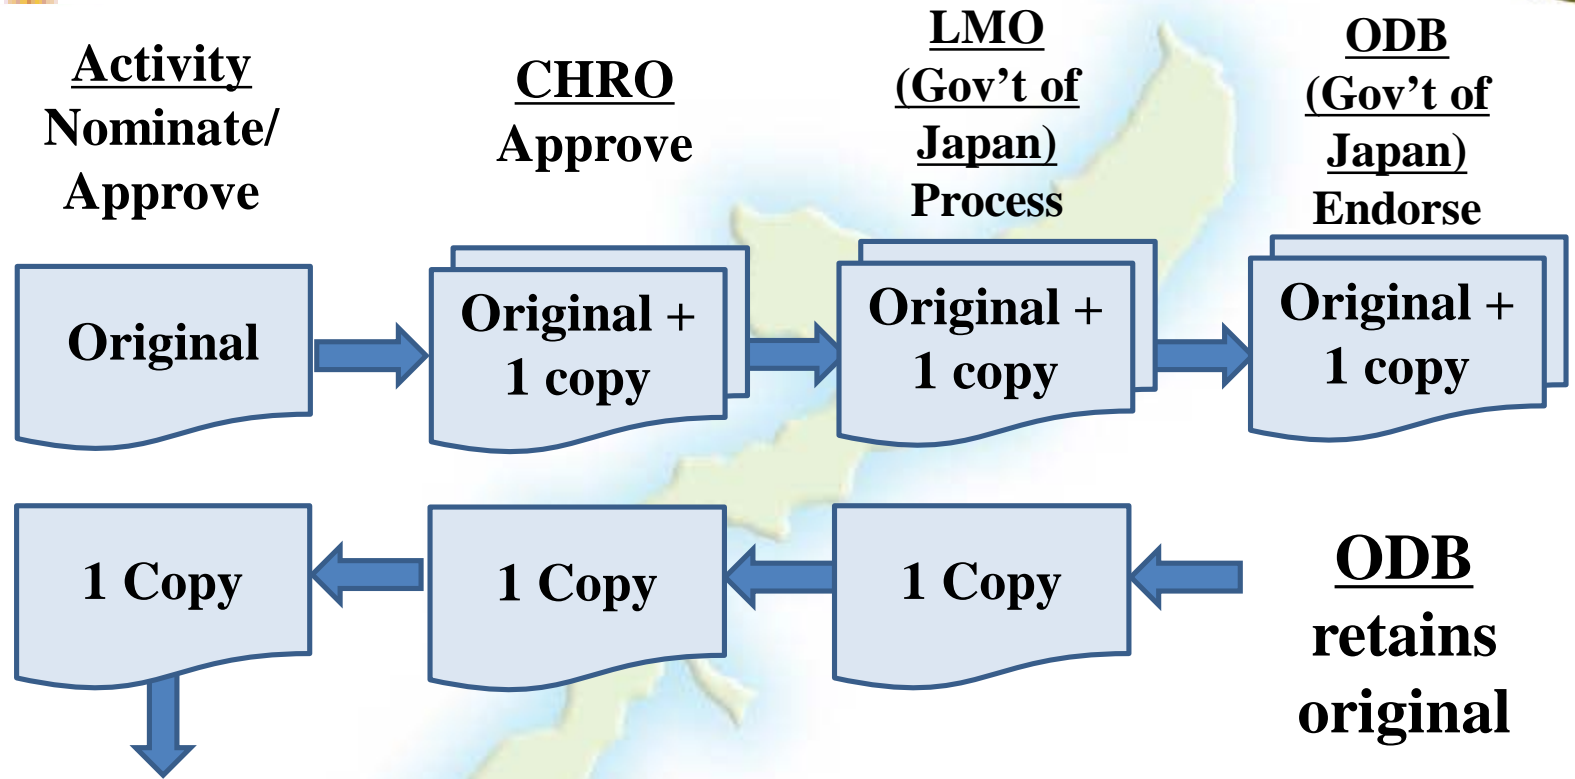 Activity
Nominate/
Approve
CHRO
Approve
LMO
(Gov’t of
Japan)
Process
ODB
(Gov’t of
Japan)
Endorse
Original
Original +
1 copy
Original +
1 copy
Original +
1 copy
1 Copy
1 Copy
1 Copy
ODB
retains
original